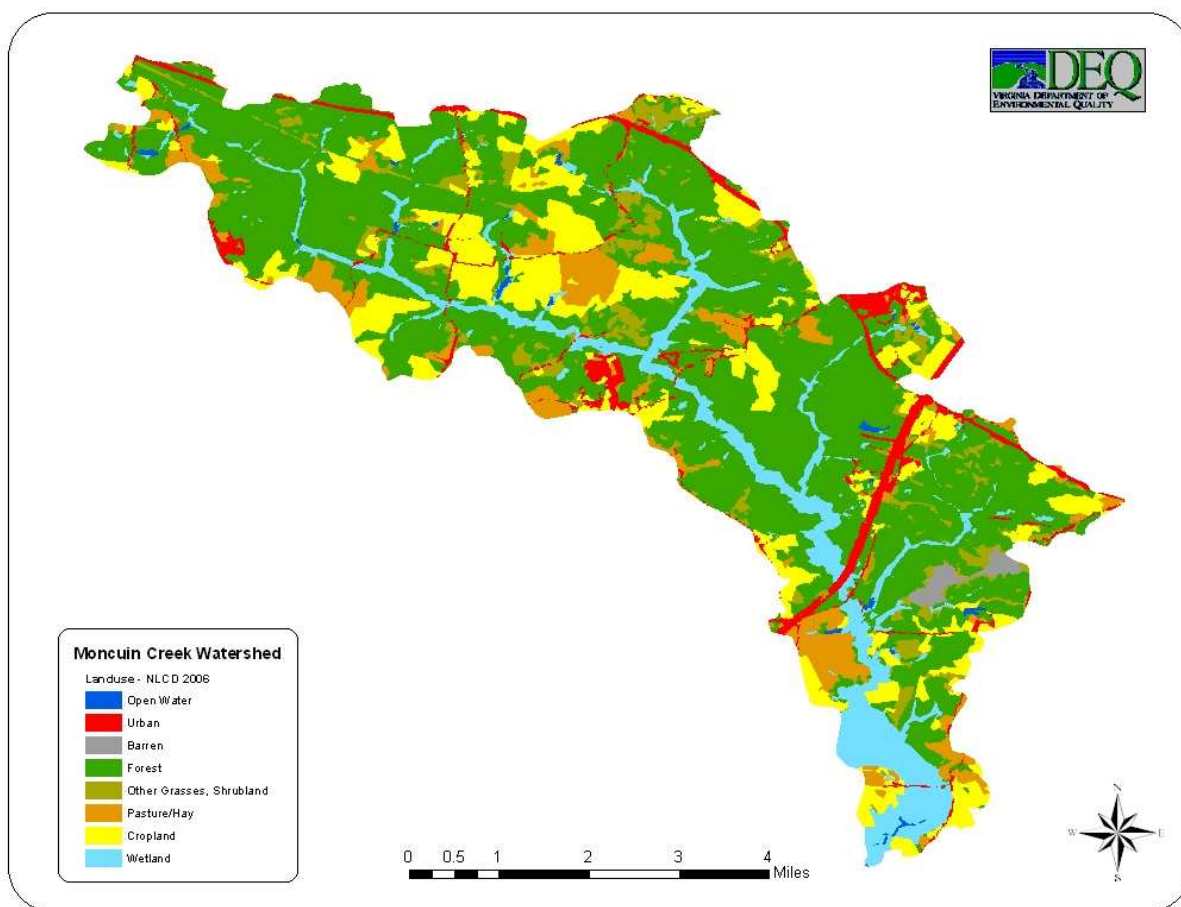 DEQ
VIRGINIA DEPARTMENT OF
ENVIRONMENTAL QUALITY
Moncuin Creek Watershed
Landuse - NLCD 2006
Open Water
Urban
Barren
Forest
Other Grasses, Shrubland
Pasture/Hay
Cropland
Wetland
0 0.5 1 2 3 4
Miles
N
W E
S